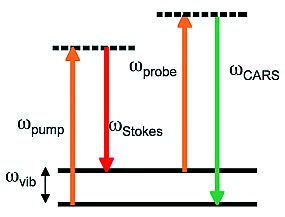 ωprobe
ωCARS
ωpump
ωStokes
ωvib